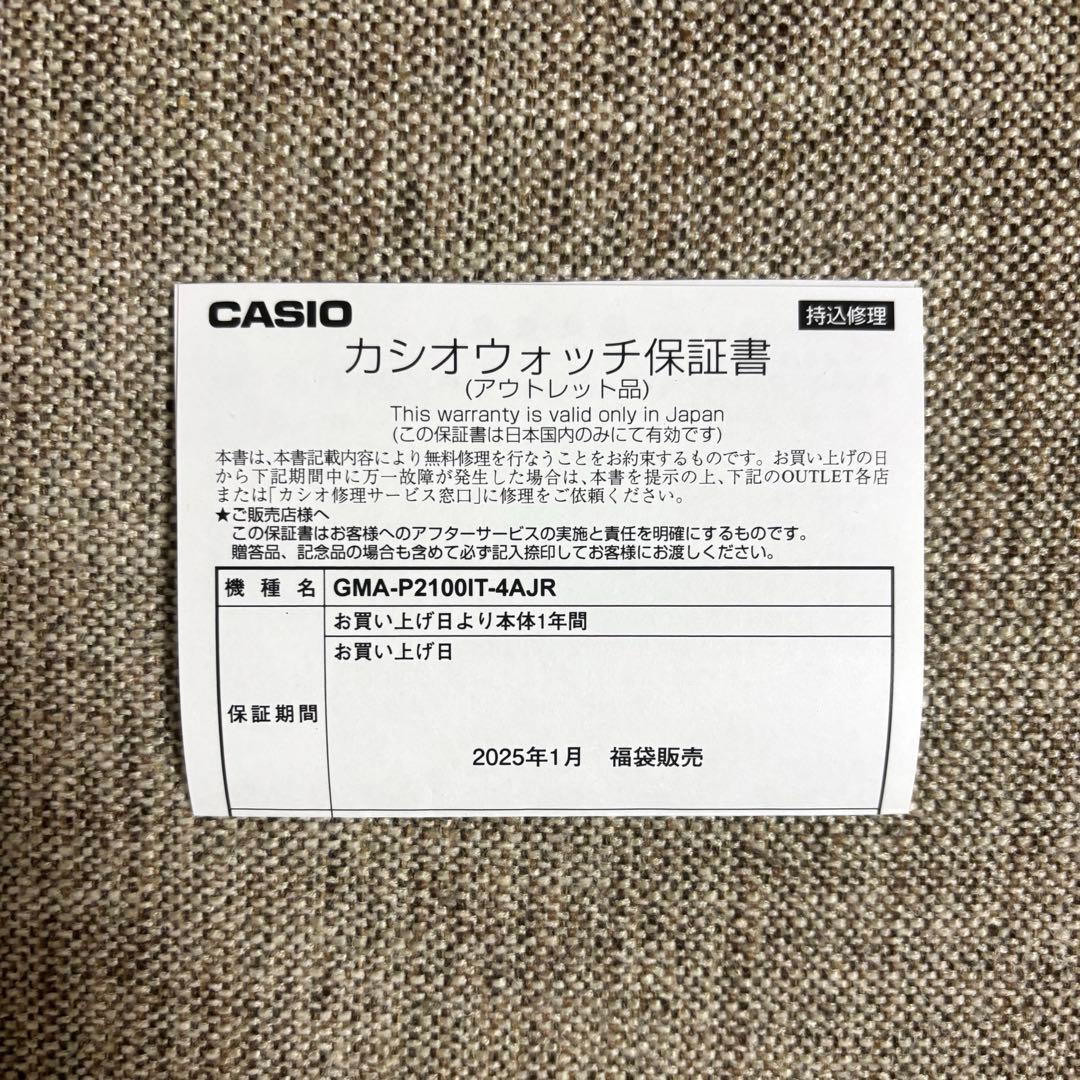 CASIO
持込修理
カシオウォッチ保証書
(アウトレット品)
This warranty is valid only in Japan
(この保証書は日本国内のみにて有効です)
本書は、本書記載内容により無料修理を行なうことをお約束するものです。お買い上げの日
から下記期間中に万一故障が発生した場合は、本書を提示の上、下記のOUTLET各店
または「カシオ修理サービス窓口」に修理をご依頼ください。
★ご販売店様へ
この保証書はお客様へのアフターサービスの実施と責任を明確にするものです。
贈答品、記念品の場合も含めて必ず記入捺印してお客様にお渡しください。
機種名 GMA-P2100IT-4AJR
お買い上げ日より本体1年間
お買い上げ日
保証期間
2025年1月 福袋販売